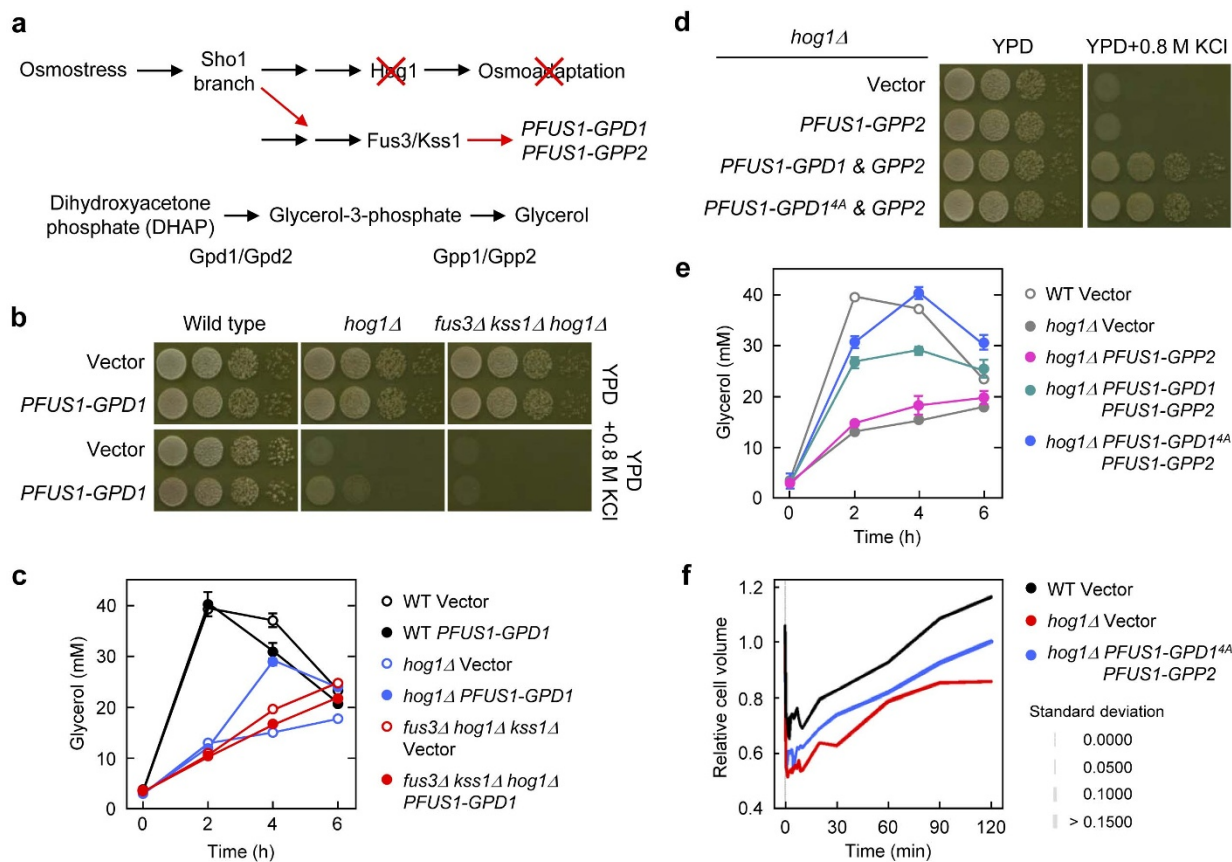 a
Osmostress
Sho1
branch
Hog1
Osmoadaptation
Fus3/Kss1
PFUS1-GPD1
PFUS1-GPP2
Dihydroxyacetone
phosphate (DHAP)
Glycerol-3-phosphate
Glycerol
Gpd1/Gpd2
Gpp1/Gpp2
b
Wild type
hog1Δ
fus3Δ kss1Δ hog1Δ
Vector
PFUS1-GPD1
YPD
Vector
PFUS1-GPD1
YPD
+0.8 M KCl
c
Glycerol (mM)
40
30
20
10
0
0 2 4 6
Time (h)
WT Vector
WT PFUS1-GPD1
hog1Δ Vector
hog1Δ PFUS1-GPD1
fus3Δ hog1Δ kss1Δ
Vector
fus3Δ kss1Δ hog1Δ
PFUS1-GPD1
d
hog1Δ
YPD
YPD+0.8 M KCl
Vector
PFUS1-GPP2
PFUS1-GPD1 & GPP2
PFUS1-GPD1⁴ᴬ & GPP2
e
Glycerol (mM)
40
30
20
10
0
0 2 4 6
Time (h)
WT Vector
hog1Δ Vector
hog1Δ PFUS1-GPP2
hog1Δ PFUS1-GPD1
PFUS1-GPP2
hog1Δ PFUS1-GPD1⁴ᴬ
PFUS1-GPP2
f
Relative cell volume
1.2
1.0
0.8
0.6
0.4
0 30 60 90 120
Time (min)
WT Vector
hog1Δ Vector
hog1Δ PFUS1-GPD1⁴ᴬ
PFUS1-GPP2
Standard deviation
0.0000
0.0500
0.1000
> 0.1500